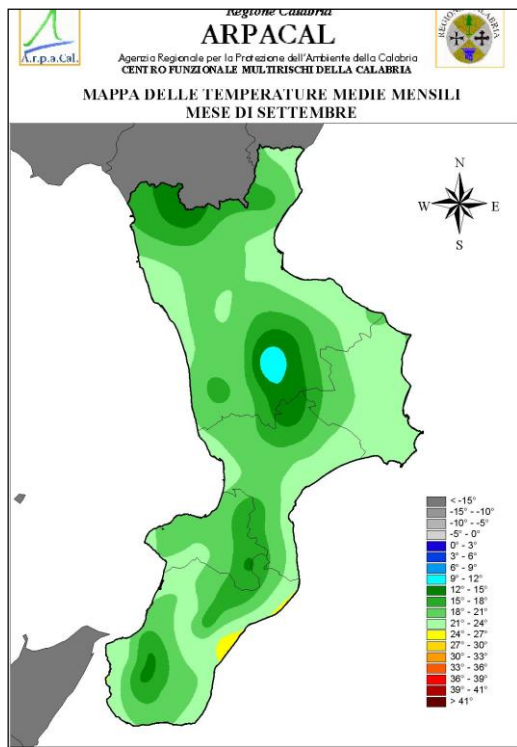 Regione Calabria
ARPACAL
A.r.p.a.Cal.
Agenzia Regionale per la Protezione dell'Ambiente della Calabria
CENTRO FUNZIONALE MULTIRISCHI DELLA CALABRIA
MAPPA DELLE TEMPERATURE MEDIE MENSILI
MESE DI SETTEMBRE
N
W E
S
< -15°
-15° - -10°
-10° - -5°
-5° - 0°
0° - 3°
3° - 6°
6° - 9°
9° - 12°
12° - 15°
15° - 18°
18° - 21°
21° - 24°
24° - 27°
27° - 30°
30° - 33°
33° - 36°
36° - 39°
39° - 41°
> 41°